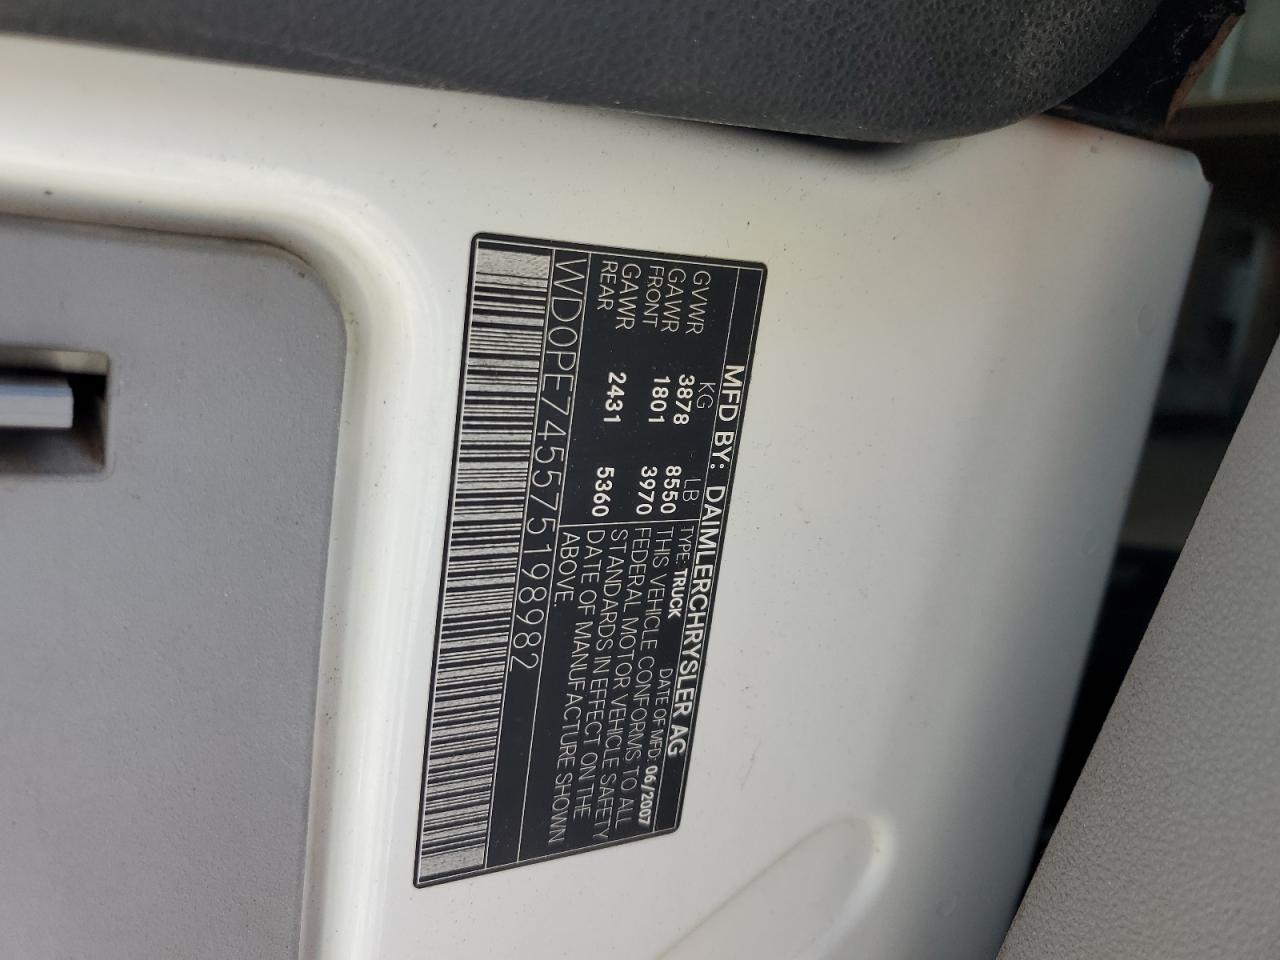 MFD BY: DAIMLERCHRYSLER AG
KG LB TYPE: TRUCK DATE OF MFD: 06/2007
GVWR 3878 8550
GAWR FRONT 1801 3970
GAWR REAR 2431 5360
THIS VEHICLE CONFORMS TO ALL
FEDERAL MOTOR VEHICLE SAFETY
STANDARDS IN EFFECT ON THE
DATE OF MANUFACTURE SHOWN
ABOVE.
WD0PE745575198982